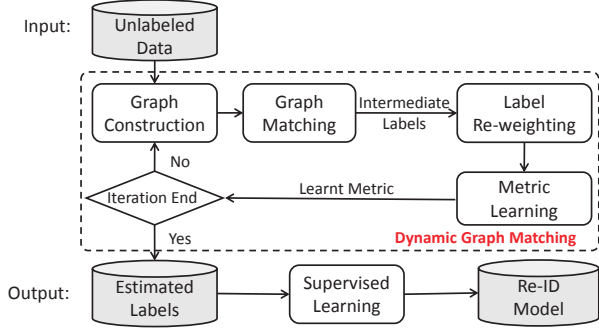 Input:
Unlabeled
Data
Graph
Construction
Graph
Matching
Intermediate
Labels
Label
Re-weighting
No
Iteration End
Learnt Metric
Metric
Learning
Yes
Dynamic Graph Matching
Output:
Estimated
Labels
Supervised
Learning
Re-ID
Model